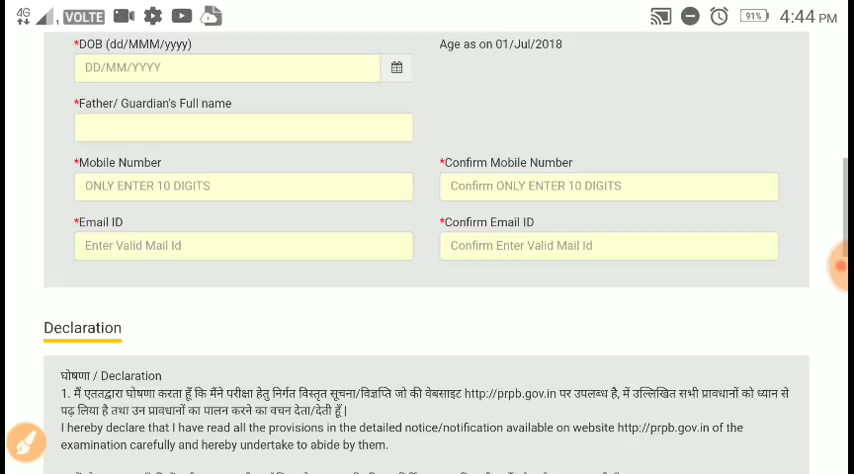 4G VOLTE 91% 4:44 PM
*DOB (dd/MMM/yyyy) Age as on 01/Jul/2018
DD/MM/YYYY
*Father/ Guardian's Full name
*Mobile Number *Confirm Mobile Number
ONLY ENTER 10 DIGITS Confirm ONLY ENTER 10 DIGITS
*Email ID *Confirm Email ID
Enter Valid Mail Id Confirm Enter Valid Mail Id
Declaration
घोषणा / Declaration
1. मैं एतदद्वारा घोषणा करता हूँ कि मैंने परीक्षा हेतु निर्गत विस्तृत सूचना/विज्ञप्ति जो की वेबसाइट http://prpb.gov.in पर उपलब्ध है, में उल्लिखित सभी प्रावधानों को ध्यान से
पढ़ लिया है तथा उन प्रावधानों का पालन करने का वचन देता/देती हूँ |
I hereby declare that I have read all the provisions in the detailed notice/notification available on website http://prpb.gov.in of the
examination carefully and hereby undertake to abide by them.